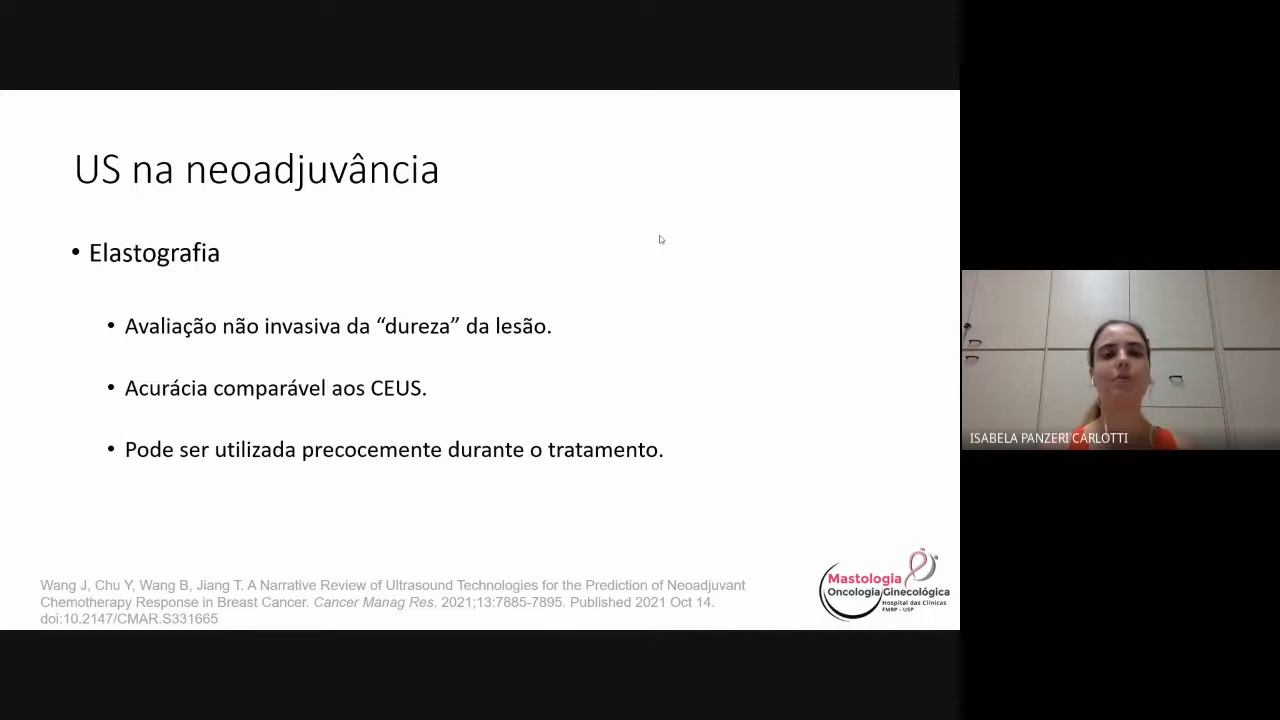 US na neoadjuvância
• Elastografia
• Avaliação não invasiva da “dureza” da lesão.
• Acurácia comparável aos CEUS.
• Pode ser utilizada precocemente durante o tratamento.
Wang J, Chu Y, Wang B, Jiang T. A Narrative Review of Ultrasound Technologies for the Prediction of Neoadjuvant
Chemotherapy Response in Breast Cancer. Cancer Manag Res. 2021;13:7885-7895. Published 2021 Oct 14.
doi:10.2147/CMAR.S331665
Mastologia
Oncologia Ginecológica
Hospital das Clínicas
FMRP - USP
ISABELA PANZERI CARLOTTI